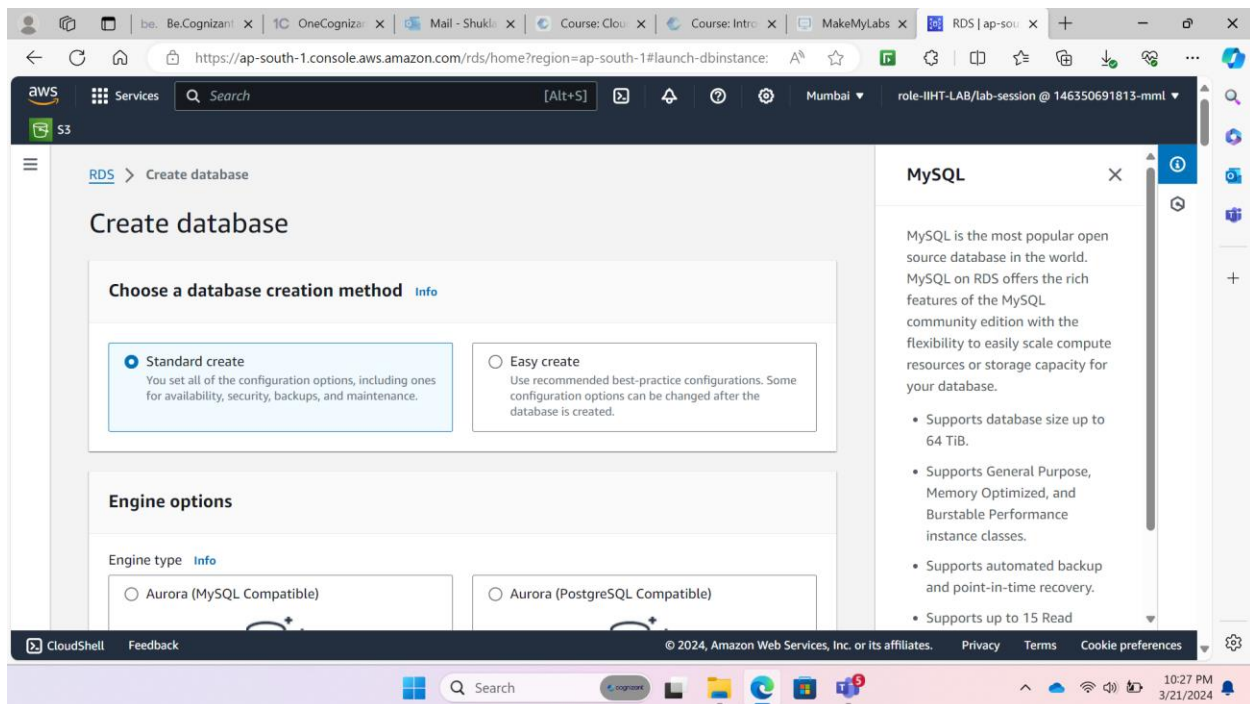 be. Be.Cognizant
1C OneCogniza
Mail - Shukl
Course: Clou
Course: Intro
MakeMyLabs
RDS | ap-sou
https://ap-south-1.console.aws.amazon.com/rds/home?region=ap-south-1#launch-dbinstance:
aws
Services
Search
[Alt+S]
Mumbai
role-IIHT-LAB/lab-session @ 146350691813-mml
S3
RDS > Create database
Create database
Choose a database creation method Info
Standard create
You set all of the configuration options, including ones
for availability, security, backups, and maintenance.
Easy create
Use recommended best-practice configurations. Some
configuration options can be changed after the
database is created.
Engine options
Engine type Info
Aurora (MySQL Compatible)
Aurora (PostgreSQL Compatible)
MySQL
MySQL is the most popular open
source database in the world.
MySQL on RDS offers the rich
features of the MySQL
community edition with the
flexibility to easily scale compute
resources or storage capacity for
your database.
• Supports database size up to
64 TiB.
• Supports General Purpose,
Memory Optimized, and
Burstable Performance
instance classes.
• Supports automated backup
and point-in-time recovery.
• Supports up to 15 Read
CloudShell
Feedback
© 2024, Amazon Web Services, Inc. or its affiliates.
Privacy
Terms
Cookie preferences
Search
cognizant
5
10:27 PM
3/21/2024